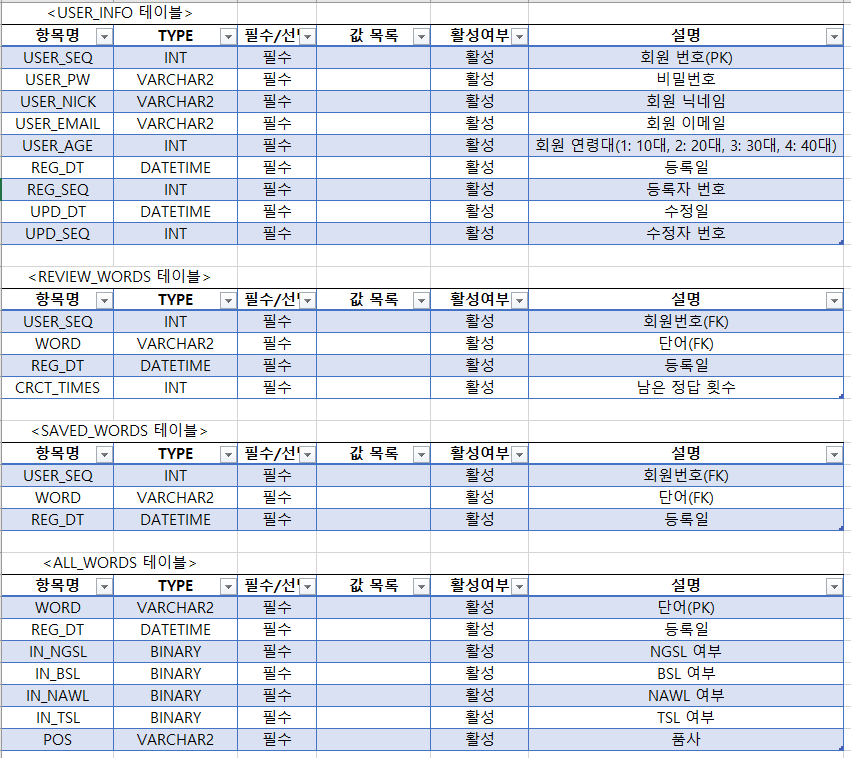 <USER_INFO 테이블>
항목명 TYPE 필수/선 값 목록 활성여부 설명
USER_SEQ INT 필수 활성 회원 번호(PK)
USER_PW VARCHAR2 필수 활성 비밀번호
USER_NICK VARCHAR2 필수 활성 회원 닉네임
USER_EMAIL VARCHAR2 필수 활성 회원 이메일
USER_AGE INT 필수 활성 회원 연령대(1: 10대, 2: 20대, 3: 30대, 4: 40대)
REG_DT DATETIME 필수 활성 등록일
REG_SEQ INT 필수 활성 등록자 번호
UPD_DT DATETIME 필수 활성 수정일
UPD_SEQ INT 필수 활성 수정자 번호
<REVIEW_WORDS 테이블>
항목명 TYPE 필수/선 값 목록 활성여부 설명
USER_SEQ INT 필수 활성 회원번호(FK)
WORD VARCHAR2 필수 활성 단어(FK)
REG_DT DATETIME 필수 활성 등록일
CRCT_TIMES INT 필수 활성 남은 정답 횟수
<SAVED_WORDS 테이블>
항목명 TYPE 필수/선 값 목록 활성여부 설명
USER_SEQ INT 필수 활성 회원번호(FK)
WORD VARCHAR2 필수 활성 단어(FK)
REG_DT DATETIME 필수 활성 등록일
<ALL_WORDS 테이블>
항목명 TYPE 필수/선 값 목록 활성여부 설명
WORD VARCHAR2 필수 활성 단어(PK)
REG_DT DATETIME 필수 활성 등록일
IN_NGSL BINARY 필수 활성 NGSL 여부
IN_BSL BINARY 필수 활성 BSL 여부
IN_NAWL BINARY 필수 활성 NAWL 여부
IN_TSL BINARY 필수 활성 TSL 여부
POS VARCHAR2 필수 활성 품사